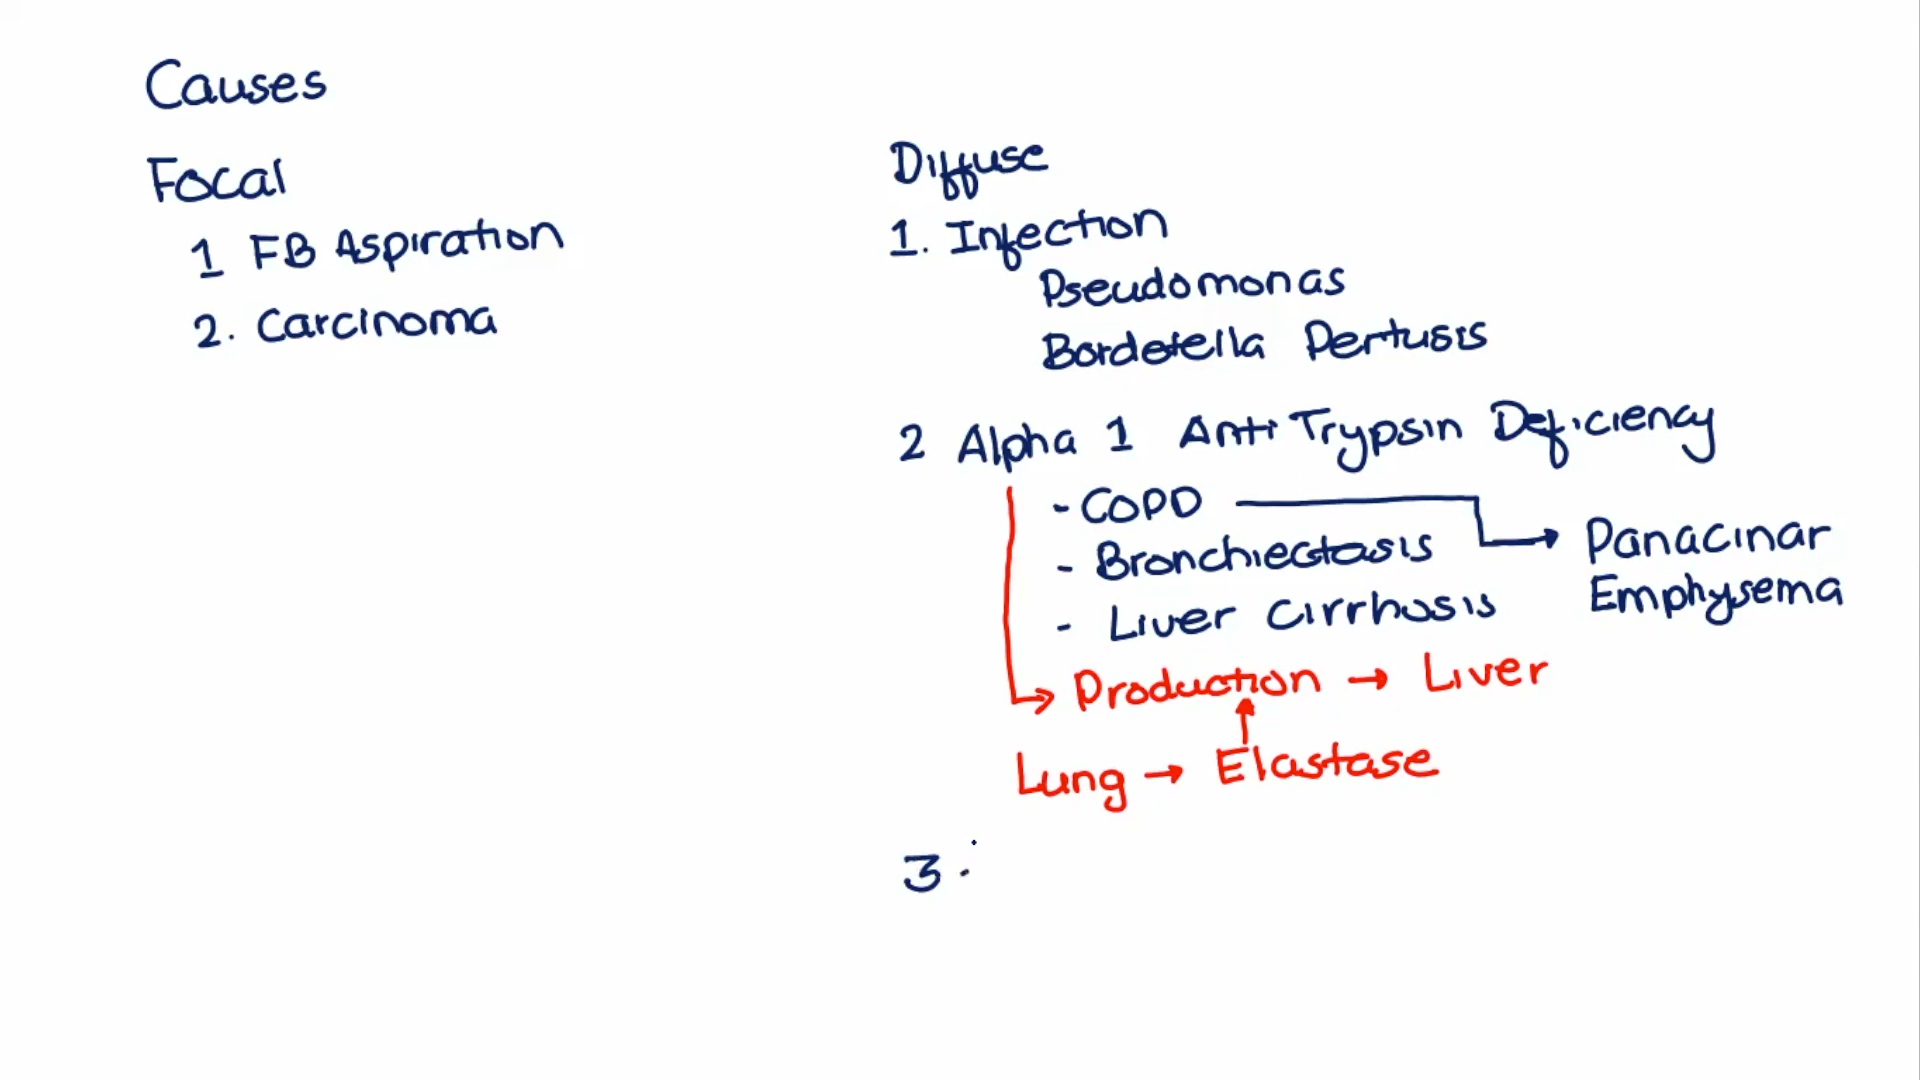 Causes
Focal
1 FB Aspiration
2. Carcinoma
Diffuse
1. Infection
Pseudomonas
Bordetella Pertusis
2 Alpha 1 Anti Trypsin Deficiency
- COPD → Panacinar Emphysema
- Bronchiectasis
- Liver Cirrhosis
→ Production → Liver
Lung → Elastase
3.